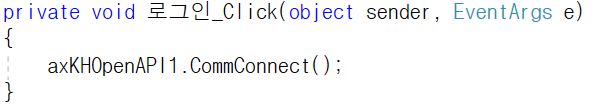 private void 로그인_Click(object sender, EventArgs e)
{
axKHOpenAPI1.CommConnect();
}